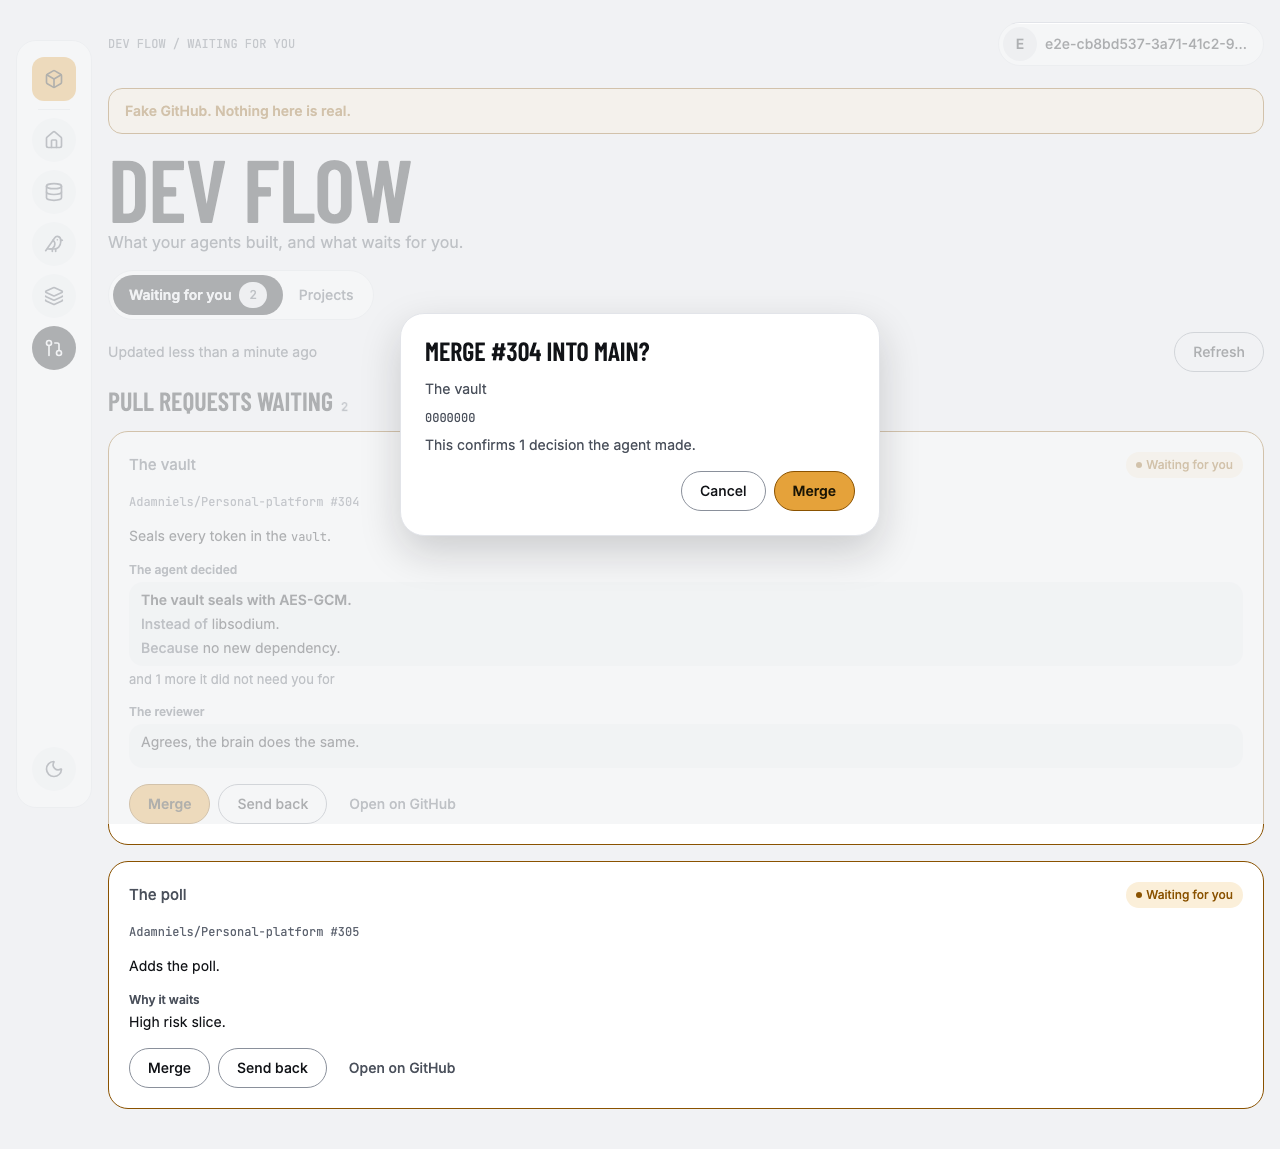 DEV FLOW / WAITING FOR YOU
E e2e-cb8bd537-3a71-41c2-9...
Fake GitHub. Nothing here is real.
DEV FLOW
What your agents built, and what waits for you.
Waiting for you 2 Projects
Updated less than a minute ago
Refresh
PULL REQUESTS WAITING 2
MERGE #304 INTO MAIN?
The vault
0000000
This confirms 1 decision the agent made.
Cancel Merge
The vault
Waiting for you
Adamniels/Personal-platform #304
Seals every token in the vault.
The agent decided
The vault seals with AES-GCM.
Instead of libsodium.
Because no new dependency.
and 1 more it did not need you for
The reviewer
Agrees, the brain does the same.
Merge Send back Open on GitHub
The poll
Waiting for you
Adamniels/Personal-platform #305
Adds the poll.
Why it waits
High risk slice.
Merge Send back Open on GitHub